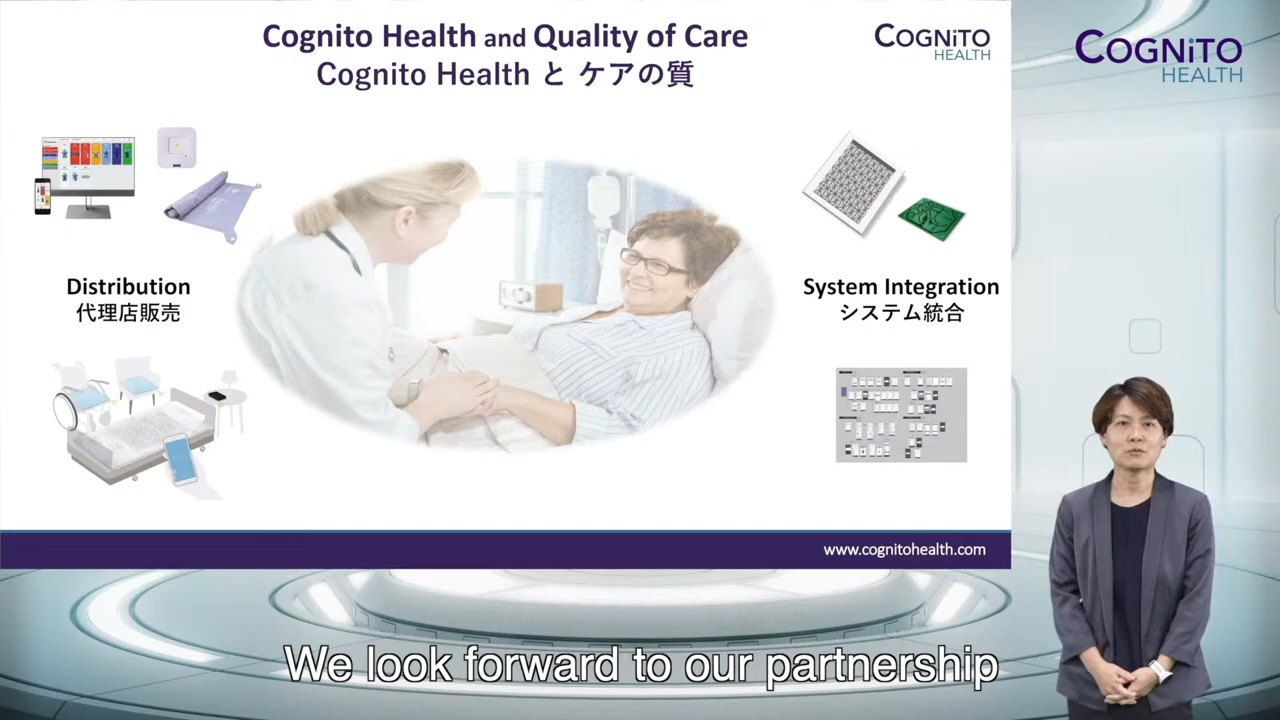 Cognito Health and Quality of Care
Cognito Health と ケアの質
COGNiTO
HEALTH
COGNiTO
HEALTH
Distribution
代理店販売
System Integration
システム統合
www.cognitohealth.com
We look forward to our partnership